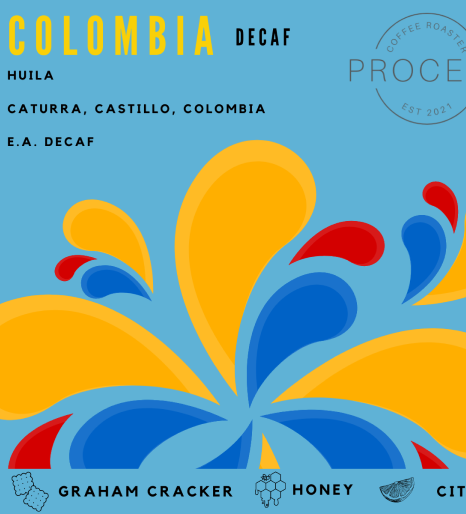 COLOMBIA DECAF
HUILA
CATURRA, CASTILLO, COLOMBIA
E.A. DECAF
COFFEE ROASTER
PROCE
EST 2021
GRAHAM CRACKER
HONEY
CIT